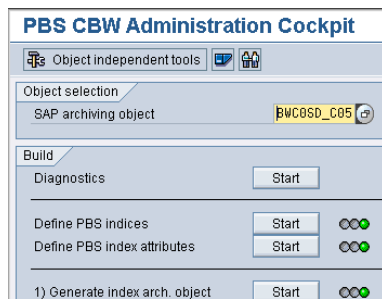 PBS CBW Administration Cockpit
Object independent tools
Object selection
SAP archiving object BWC0SD_C05
Build
Diagnostics Start
Define PBS indices Start
Define PBS index attributes Start
1) Generate index arch. object Start